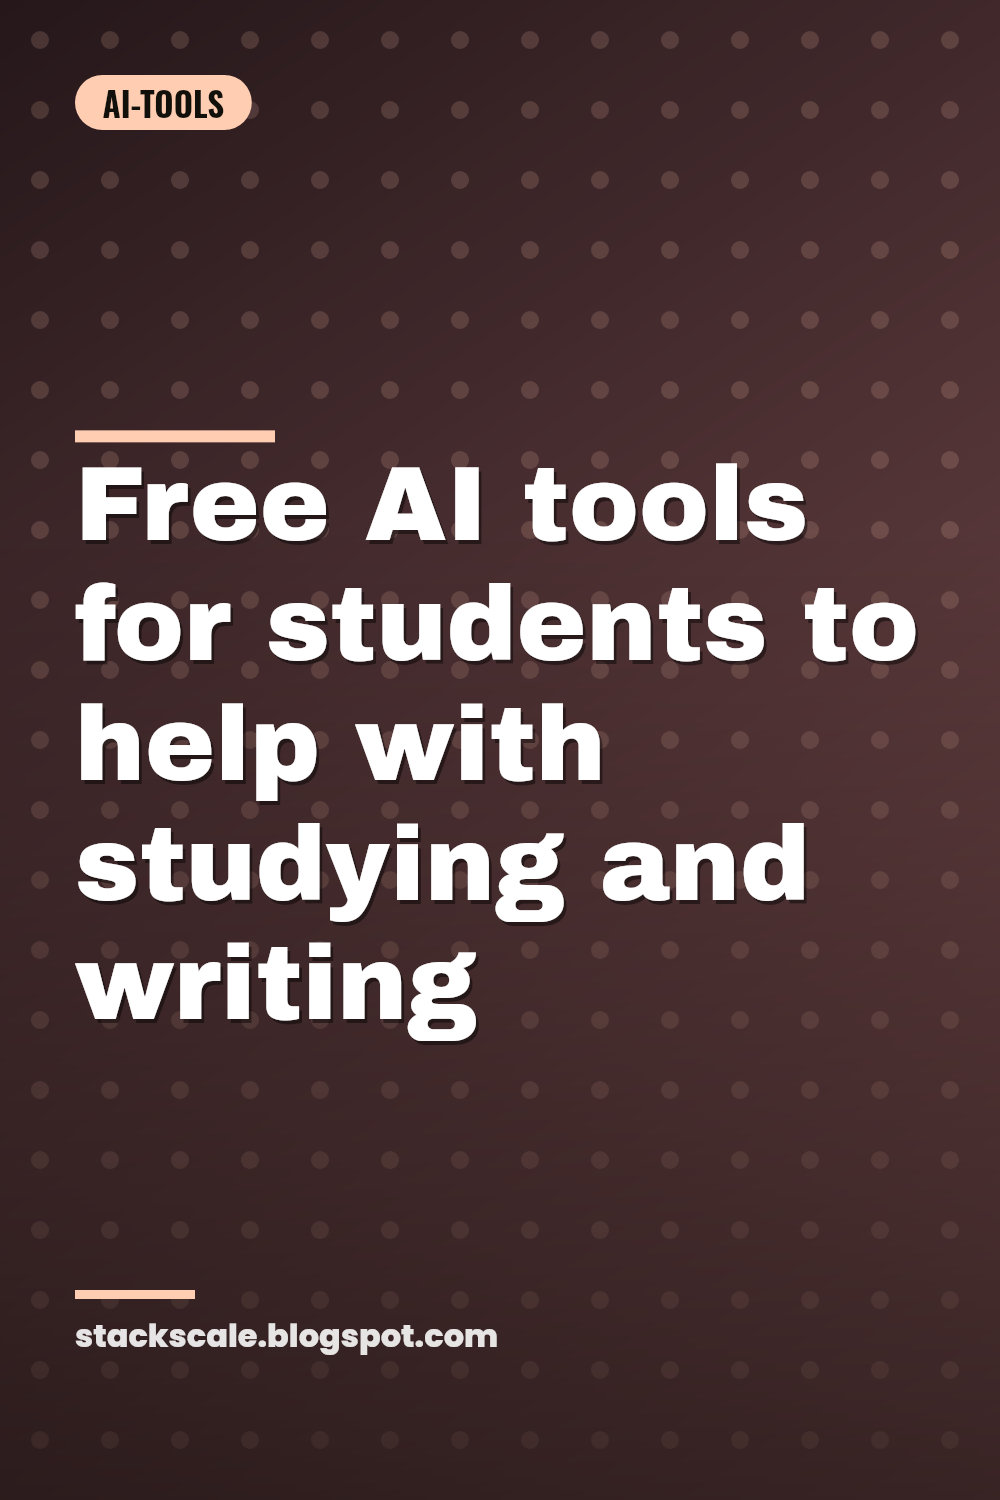 AI-TOOLS
Free AI tools
for students to
help with
studying and
writing
stackscale.blogspot.com